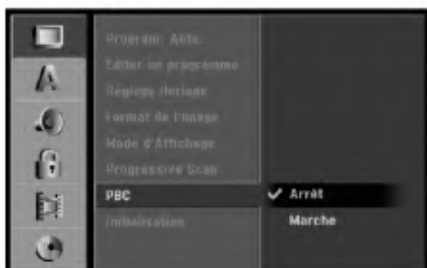 Program. Auto.
Editer un programme
Réglage Horloge
Format de l'image
Mode d'Affichage
Progressive Scan
PBC
Arrêt
Marche
Initialisation